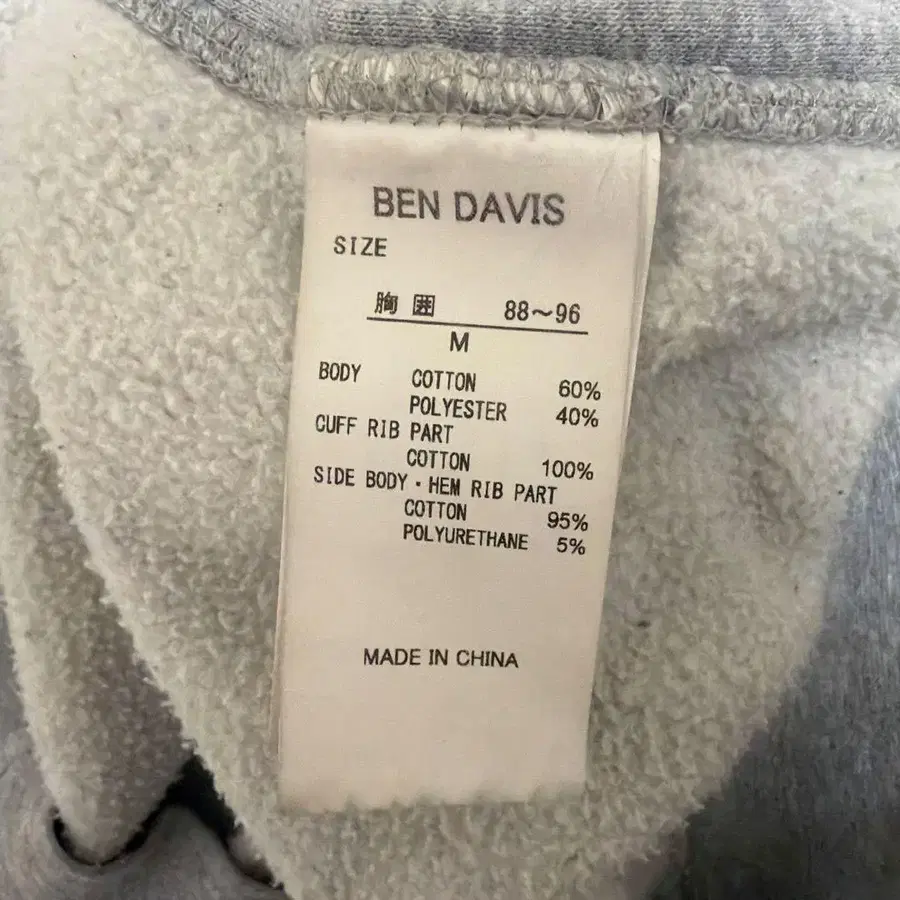 BEN DAVIS
SIZE
胸囲 88～96
M
BODY COTTON 60%
POLYESTER 40%
CUFF RIB PART
COTTON 100%
SIDE BODY・HEM RIB PART
COTTON 95%
POLYURETHANE 5%
MADE IN CHINA